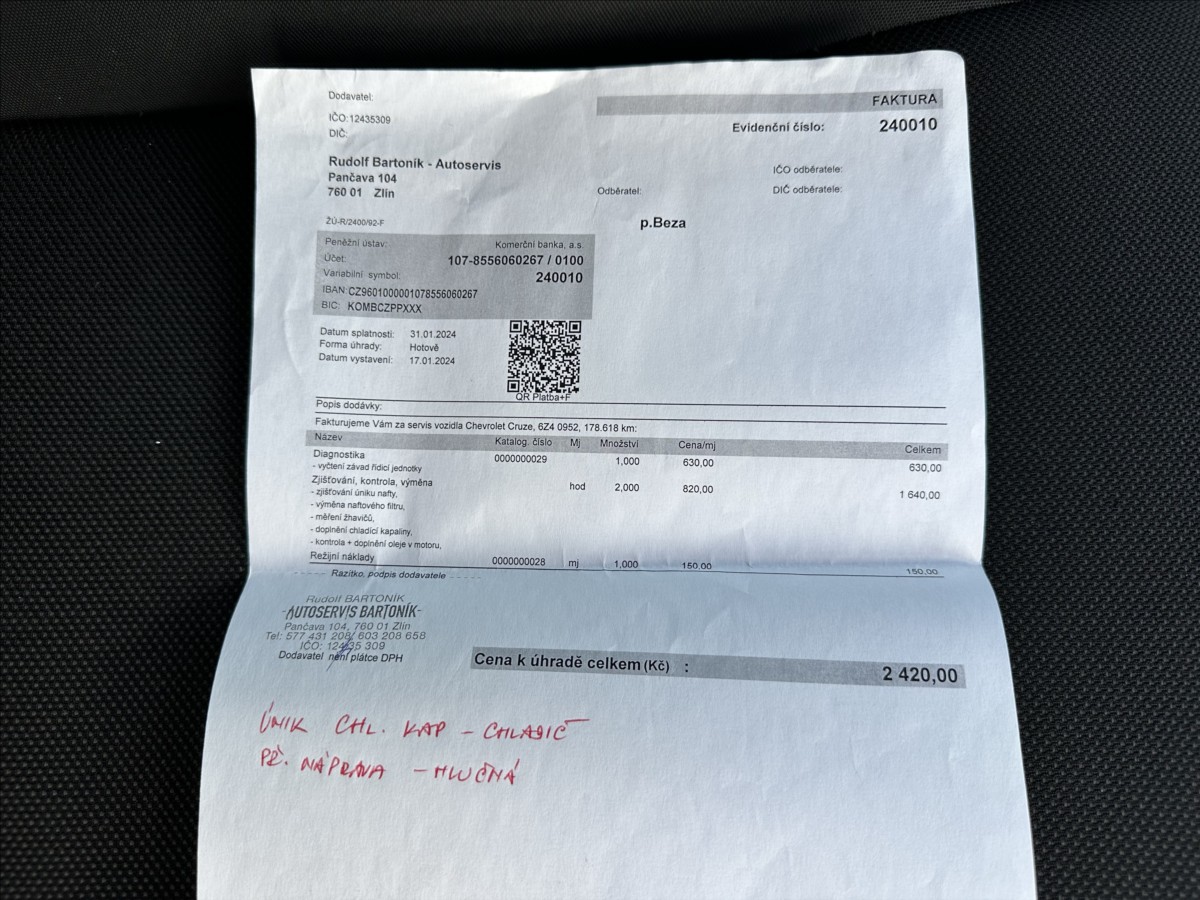 Dodavatel:
FAKTURA
IČO:12435309
DIČ:
Evidenční číslo: 240010
Rudolf Bartoník - Autoservis
Pančava 104
760 01 Zlín
IČO odběratele:
Odběratel:
DIČ odběratele:
ŽÚ-R/2400/92-F
p.Beza
Peněžní ústav: Komerční banka, a.s.
Účet: 107-8556060267 / 0100
Variabilní symbol: 240010
IBAN:CZ9601000001078556060267
BIC: KOMBCZPPXXX
Datum splatnosti: 31.01.2024
Forma úhrady: Hotově
Datum vystavení: 17.01.2024
QR Platba+F
Popis dodávky:
Fakturujeme Vám za servis vozidla Chevrolet Cruze, 6Z4 0952, 178.618 km:
Název Katalog. číslo Mj Množství Cena/mj Celkem
Diagnostika 0000000029 1,000 630,00 630,00
- vyčtení závad řídicí jednotky
Zjišťování, kontrola, výměna hod 2,000 820,00 1 640,00
- zjišťování úniku nafty,
- výměna naftového filtru,
- měření žhavičů,
- doplnění chladící kapaliny,
- kontrola + doplnění oleje v motoru,
Režijní náklady 0000000028 mj 1,000 150,00 150,00
Razítko, podpis dodavatele
Rudolf BARTONÍK
-AUTOSERVIS BARTONÍK-
Pančava 104, 760 01 Zlín
Tel: 577 431 208, 603 208 658
IČO: 124 35 309
Dodavatel není plátce DPH
Cena k úhradě celkem (Kč) : 2 420,00
ÚNIK CHL. KAP - CHLADIČ
PŘ. NÁPRAVA - HLUČNÁ